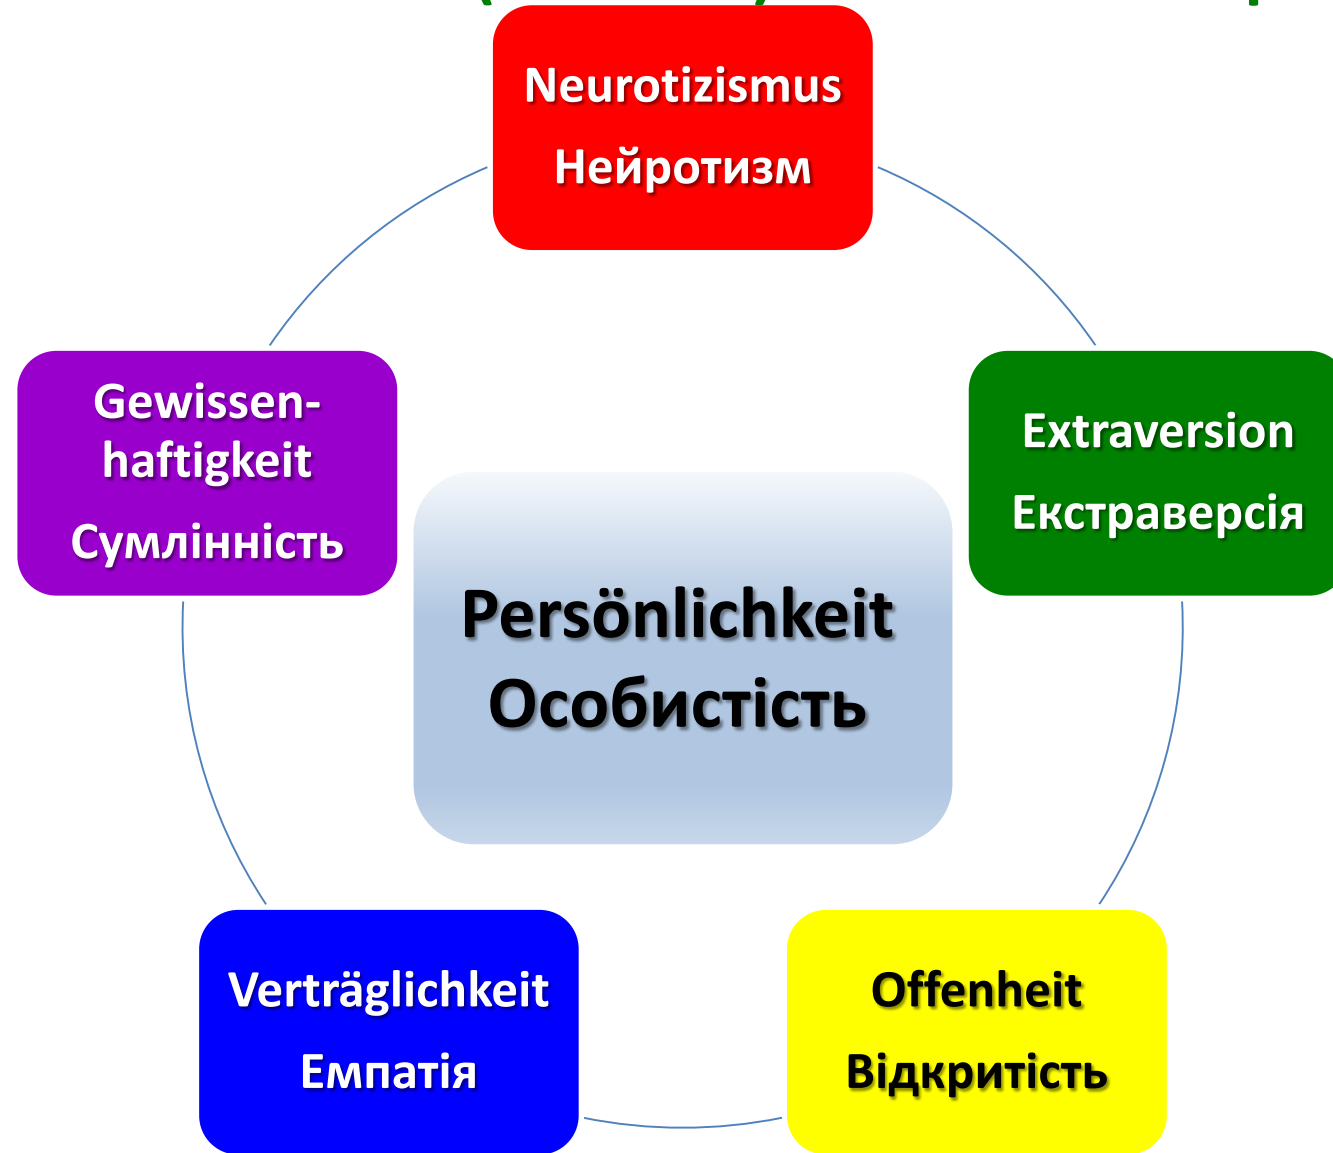 Neurotizismus
Нейротизм
Gewissen-
haftigkeit
Сумлінність
Extraversion
Екстраверсія
Persönlichkeit
Особистість
Verträglichkeit
Емпатія
Offenheit
Відкритість